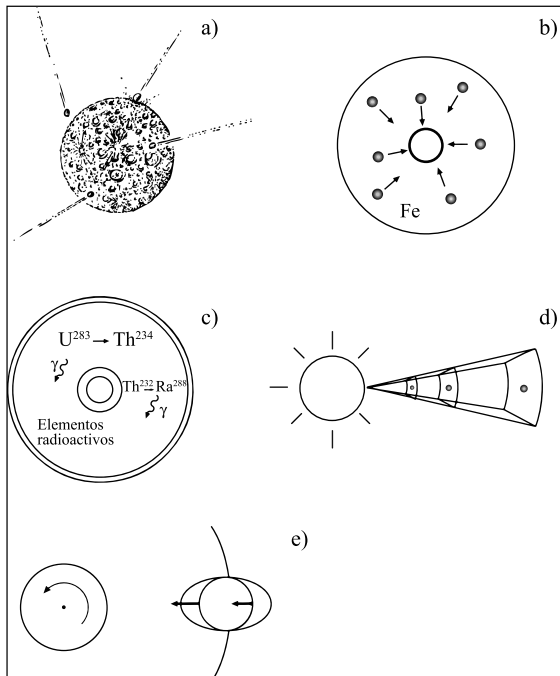 a)
b)
Fe
c)
U²⁸³ → Th²³⁴
γ
Th²³² → Ra²⁸⁸
γ
Elementos
radioactivos
d)
e)